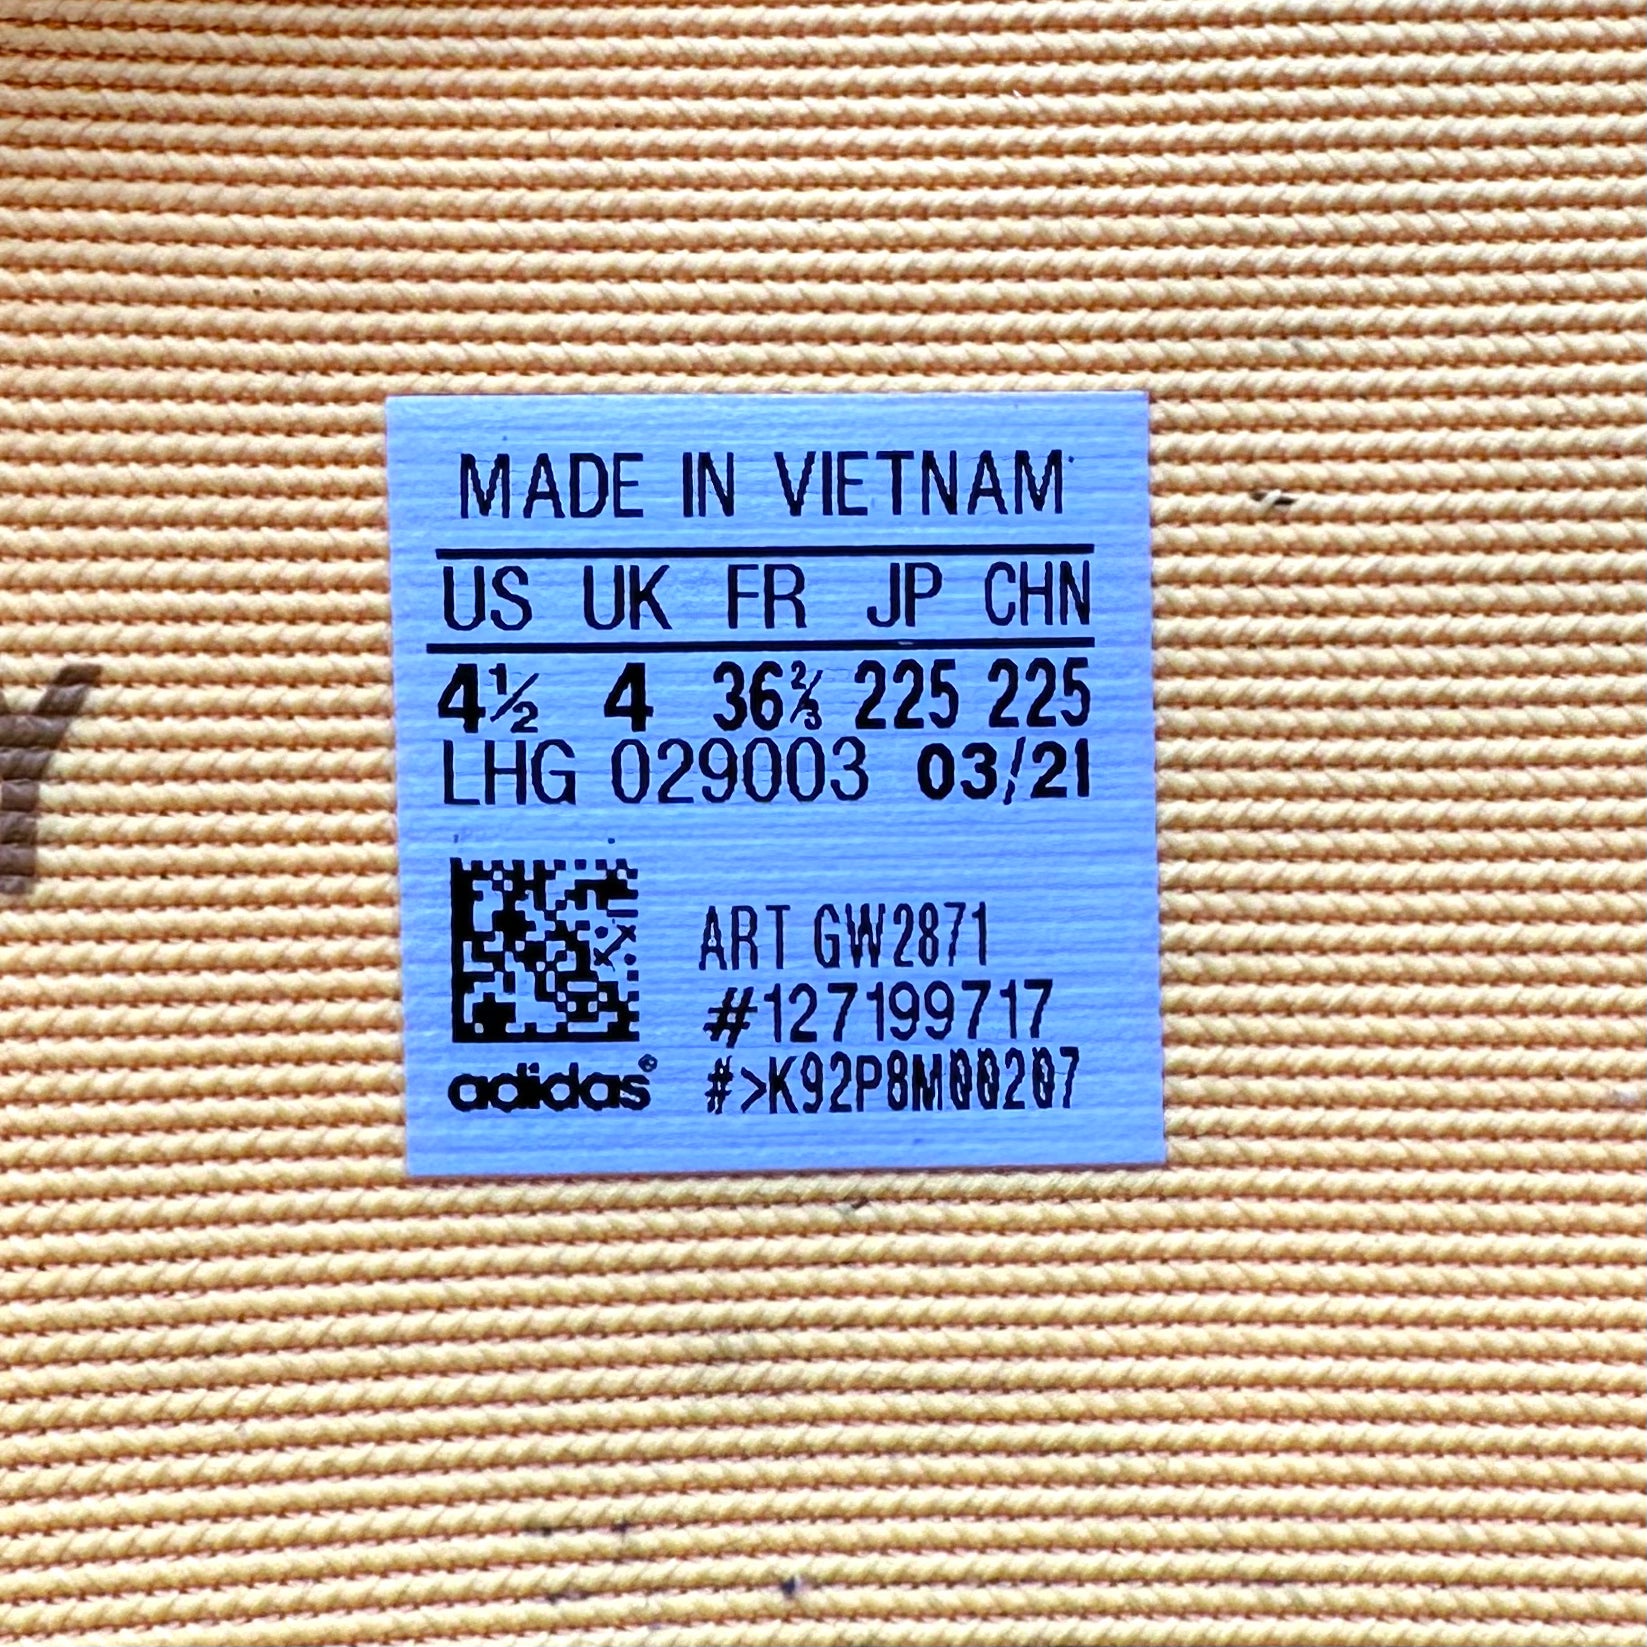 MADE IN VIETNAM
US UK FR JP CHN
4½ 4 36⅔ 225 225
LHG 029003 03/21
ART GW2871
#127199717
adidas® #>K92P8M00207